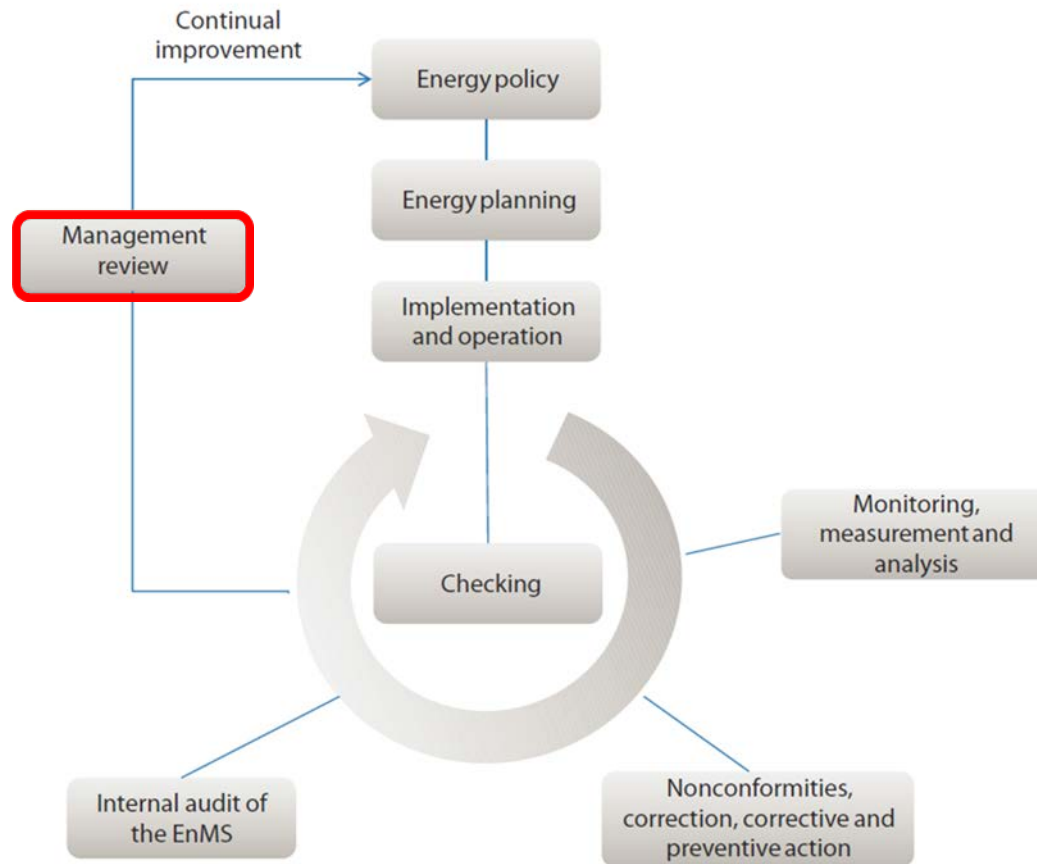 Continual
improvement
Energy policy
Energy planning
Management
review
Implementation
and operation
Monitoring,
measurement and
analysis
Checking
Internal audit of
the EnMS
Nonconformities,
correction, corrective and
preventive action